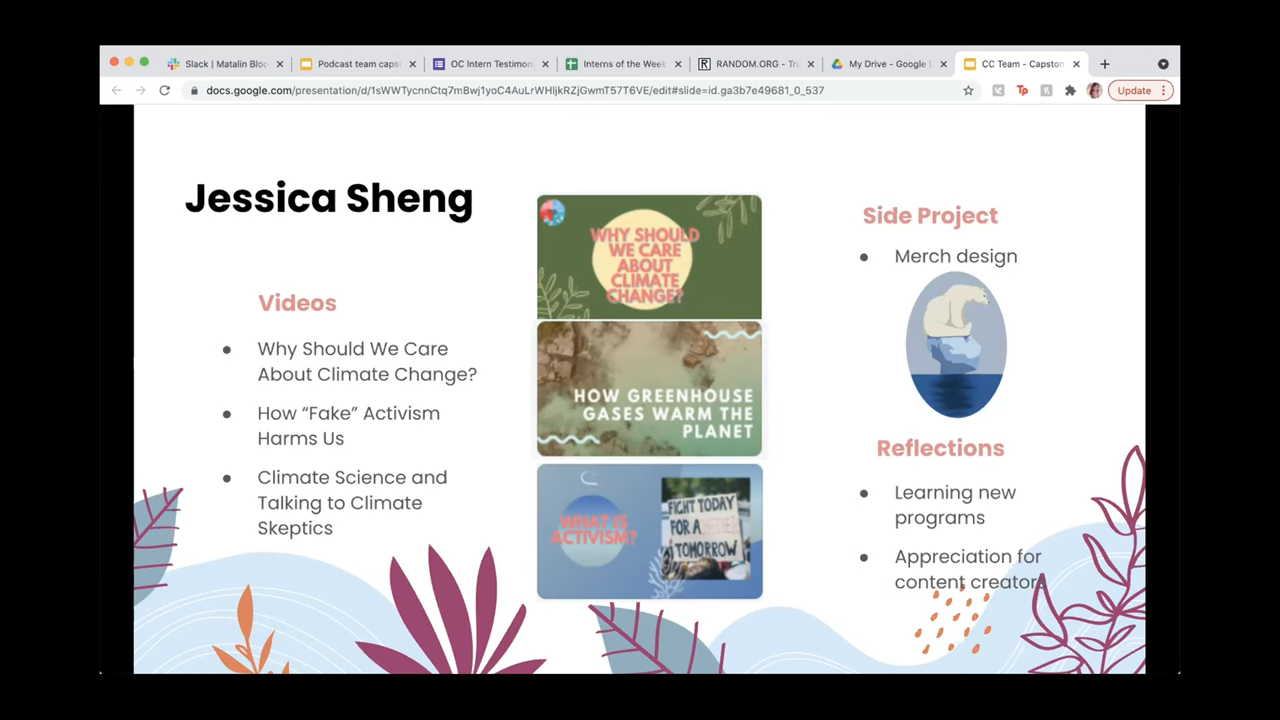 Slack | Matalin Bloc
Podcast team caps
OC Intern Testimon
Interns of the Week
RANDOM.ORG - Tr
My Drive - Google
CC Team - Capston
docs.google.com/presentation/d/1sWWTycnnCtq7mBwj1yoC4AuLrWHljkRZjGwmT57T6VE/edit#slide=id.ga3b7e49681_0_537
Tp
Update
Jessica Sheng
Videos
Why Should We Care
About Climate Change?
How “Fake” Activism
Harms Us
Climate Science and
Talking to Climate
Skeptics
WHY SHOULD
WE CARE
ABOUT
CLIMATE
CHANGE?
HOW GREENHOUSE
GASES WARM THE
PLANET
WHAT IS
ACTIVISM?
FIGHT TODAY
FOR A
TOMORROW
Side Project
Merch design
Reflections
Learning new
programs
Appreciation for
content creators